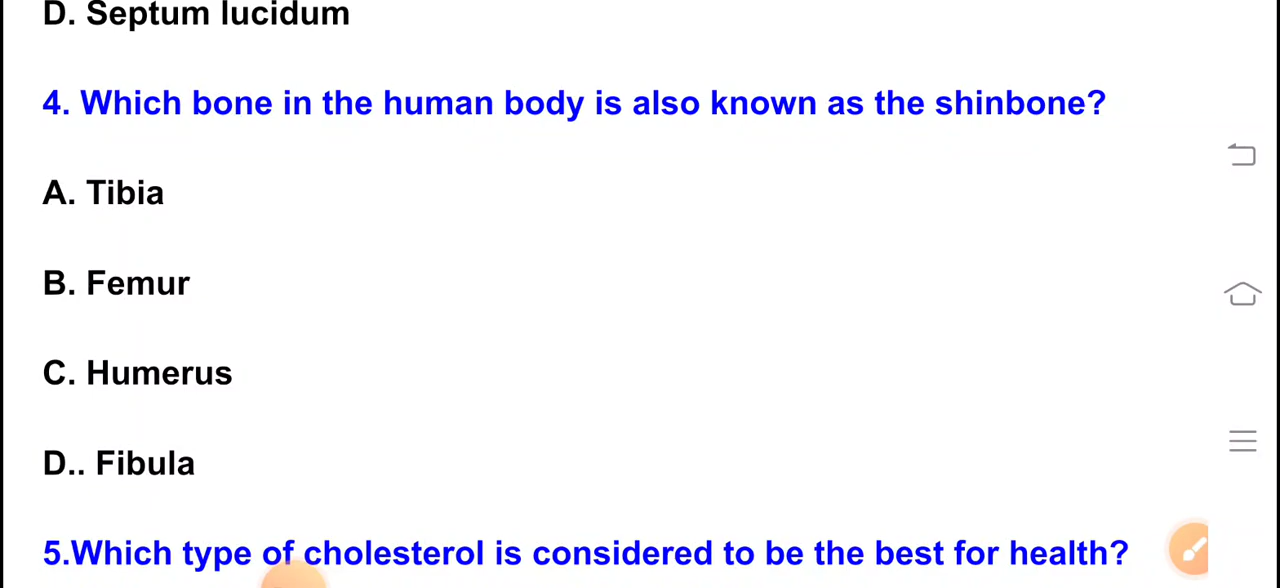 D. Septum lucidum
4. Which bone in the human body is also known as the shinbone?
A. Tibia
B. Femur
C. Humerus
D.. Fibula
5.Which type of cholesterol is considered to be the best for health?